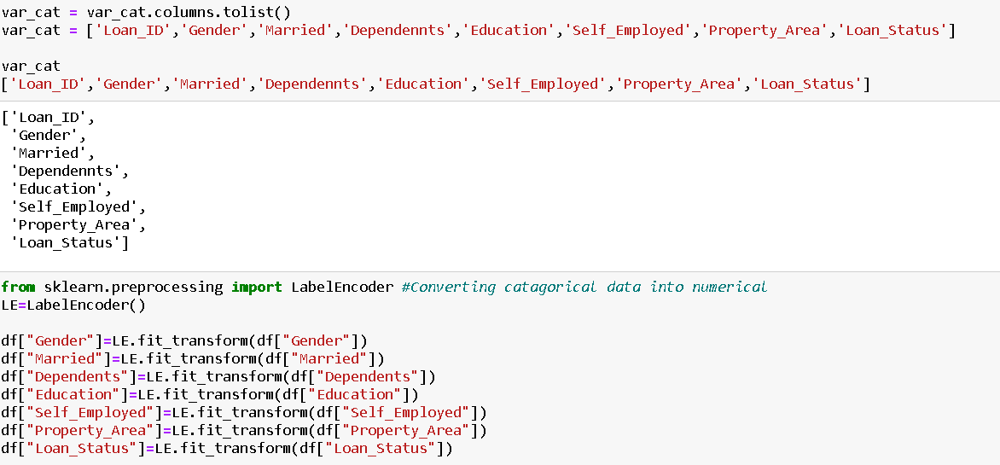 var_cat = var_cat.columns.tolist()
var_cat = ['Loan_ID','Gender','Married','Dependennts','Education','Self_Employed','Property_Area','Loan_Status']
var_cat
['Loan_ID','Gender','Married','Dependennts','Education','Self_Employed','Property_Area','Loan_Status']
['Loan_ID',
 'Gender',
 'Married',
 'Dependennts',
 'Education',
 'Self_Employed',
 'Property_Area',
 'Loan_Status']
from sklearn.preprocessing import LabelEncoder #Converting catagorical data into numerical
LE=LabelEncoder()
df["Gender"]=LE.fit_transform(df["Gender"])
df["Married"]=LE.fit_transform(df["Married"])
df["Dependents"]=LE.fit_transform(df["Dependents"])
df["Education"]=LE.fit_transform(df["Education"])
df["Self_Employed"]=LE.fit_transform(df["Self_Employed"])
df["Property_Area"]=LE.fit_transform(df["Property_Area"])
df["Loan_Status"]=LE.fit_transform(df["Loan_Status"])